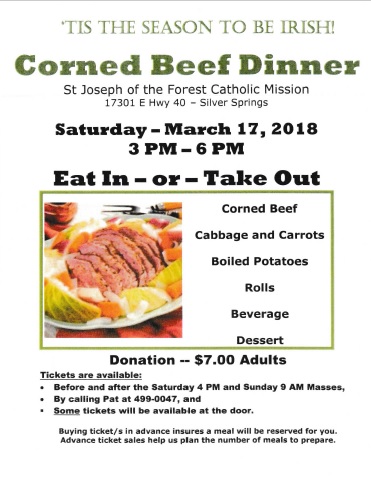 'TIS THE SEASON TO BE IRISH!
Corned Beef Dinner
St Joseph of the Forest Catholic Mission
17301 E Hwy 40 – Silver Springs
Saturday – March 17, 2018
3 PM – 6 PM
Eat In – or – Take Out
Corned Beef
Cabbage and Carrots
Boiled Potatoes
Rolls
Beverage
Dessert
Donation -- $7.00 Adults
Tickets are available:
• Before and after the Saturday 4 PM and Sunday 9 AM Masses,
• By calling Pat at 499-0047, and
▪ Some tickets will be available at the door.
Buying ticket/s in advance insures a meal will be reserved for you.
Advance ticket sales help us plan the number of meals to prepare.